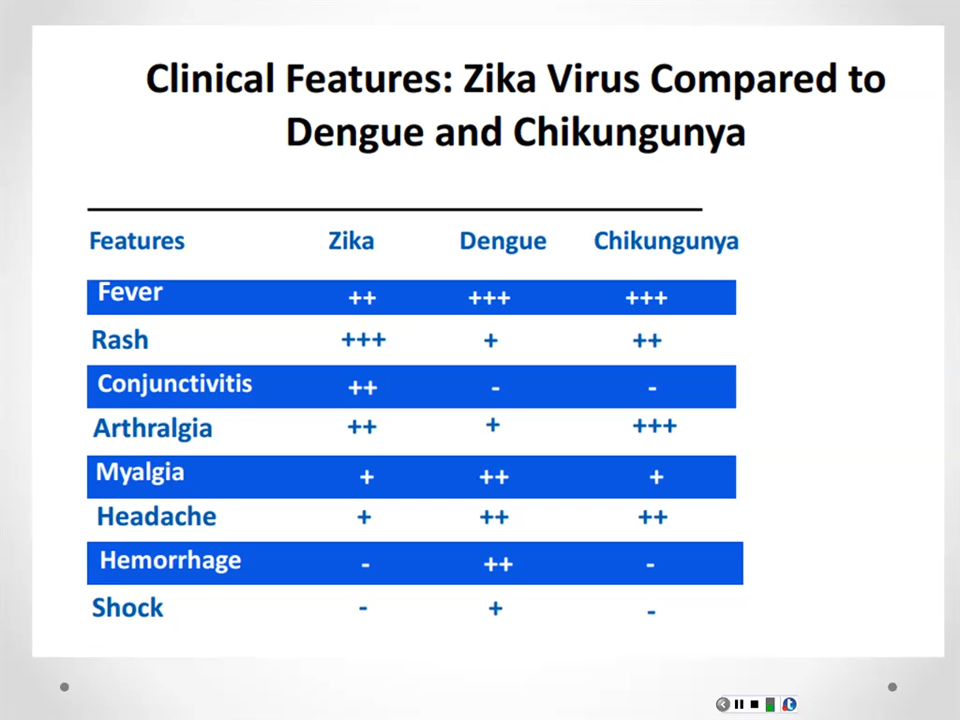 Clinical Features: Zika Virus Compared to
Dengue and Chikungunya
Features Zika Dengue Chikungunya
Fever ++ +++ +++
Rash +++ + ++
Conjunctivitis ++ - -
Arthralgia ++ + +++
Myalgia + ++ +
Headache + ++ ++
Hemorrhage - ++ -
Shock - + -